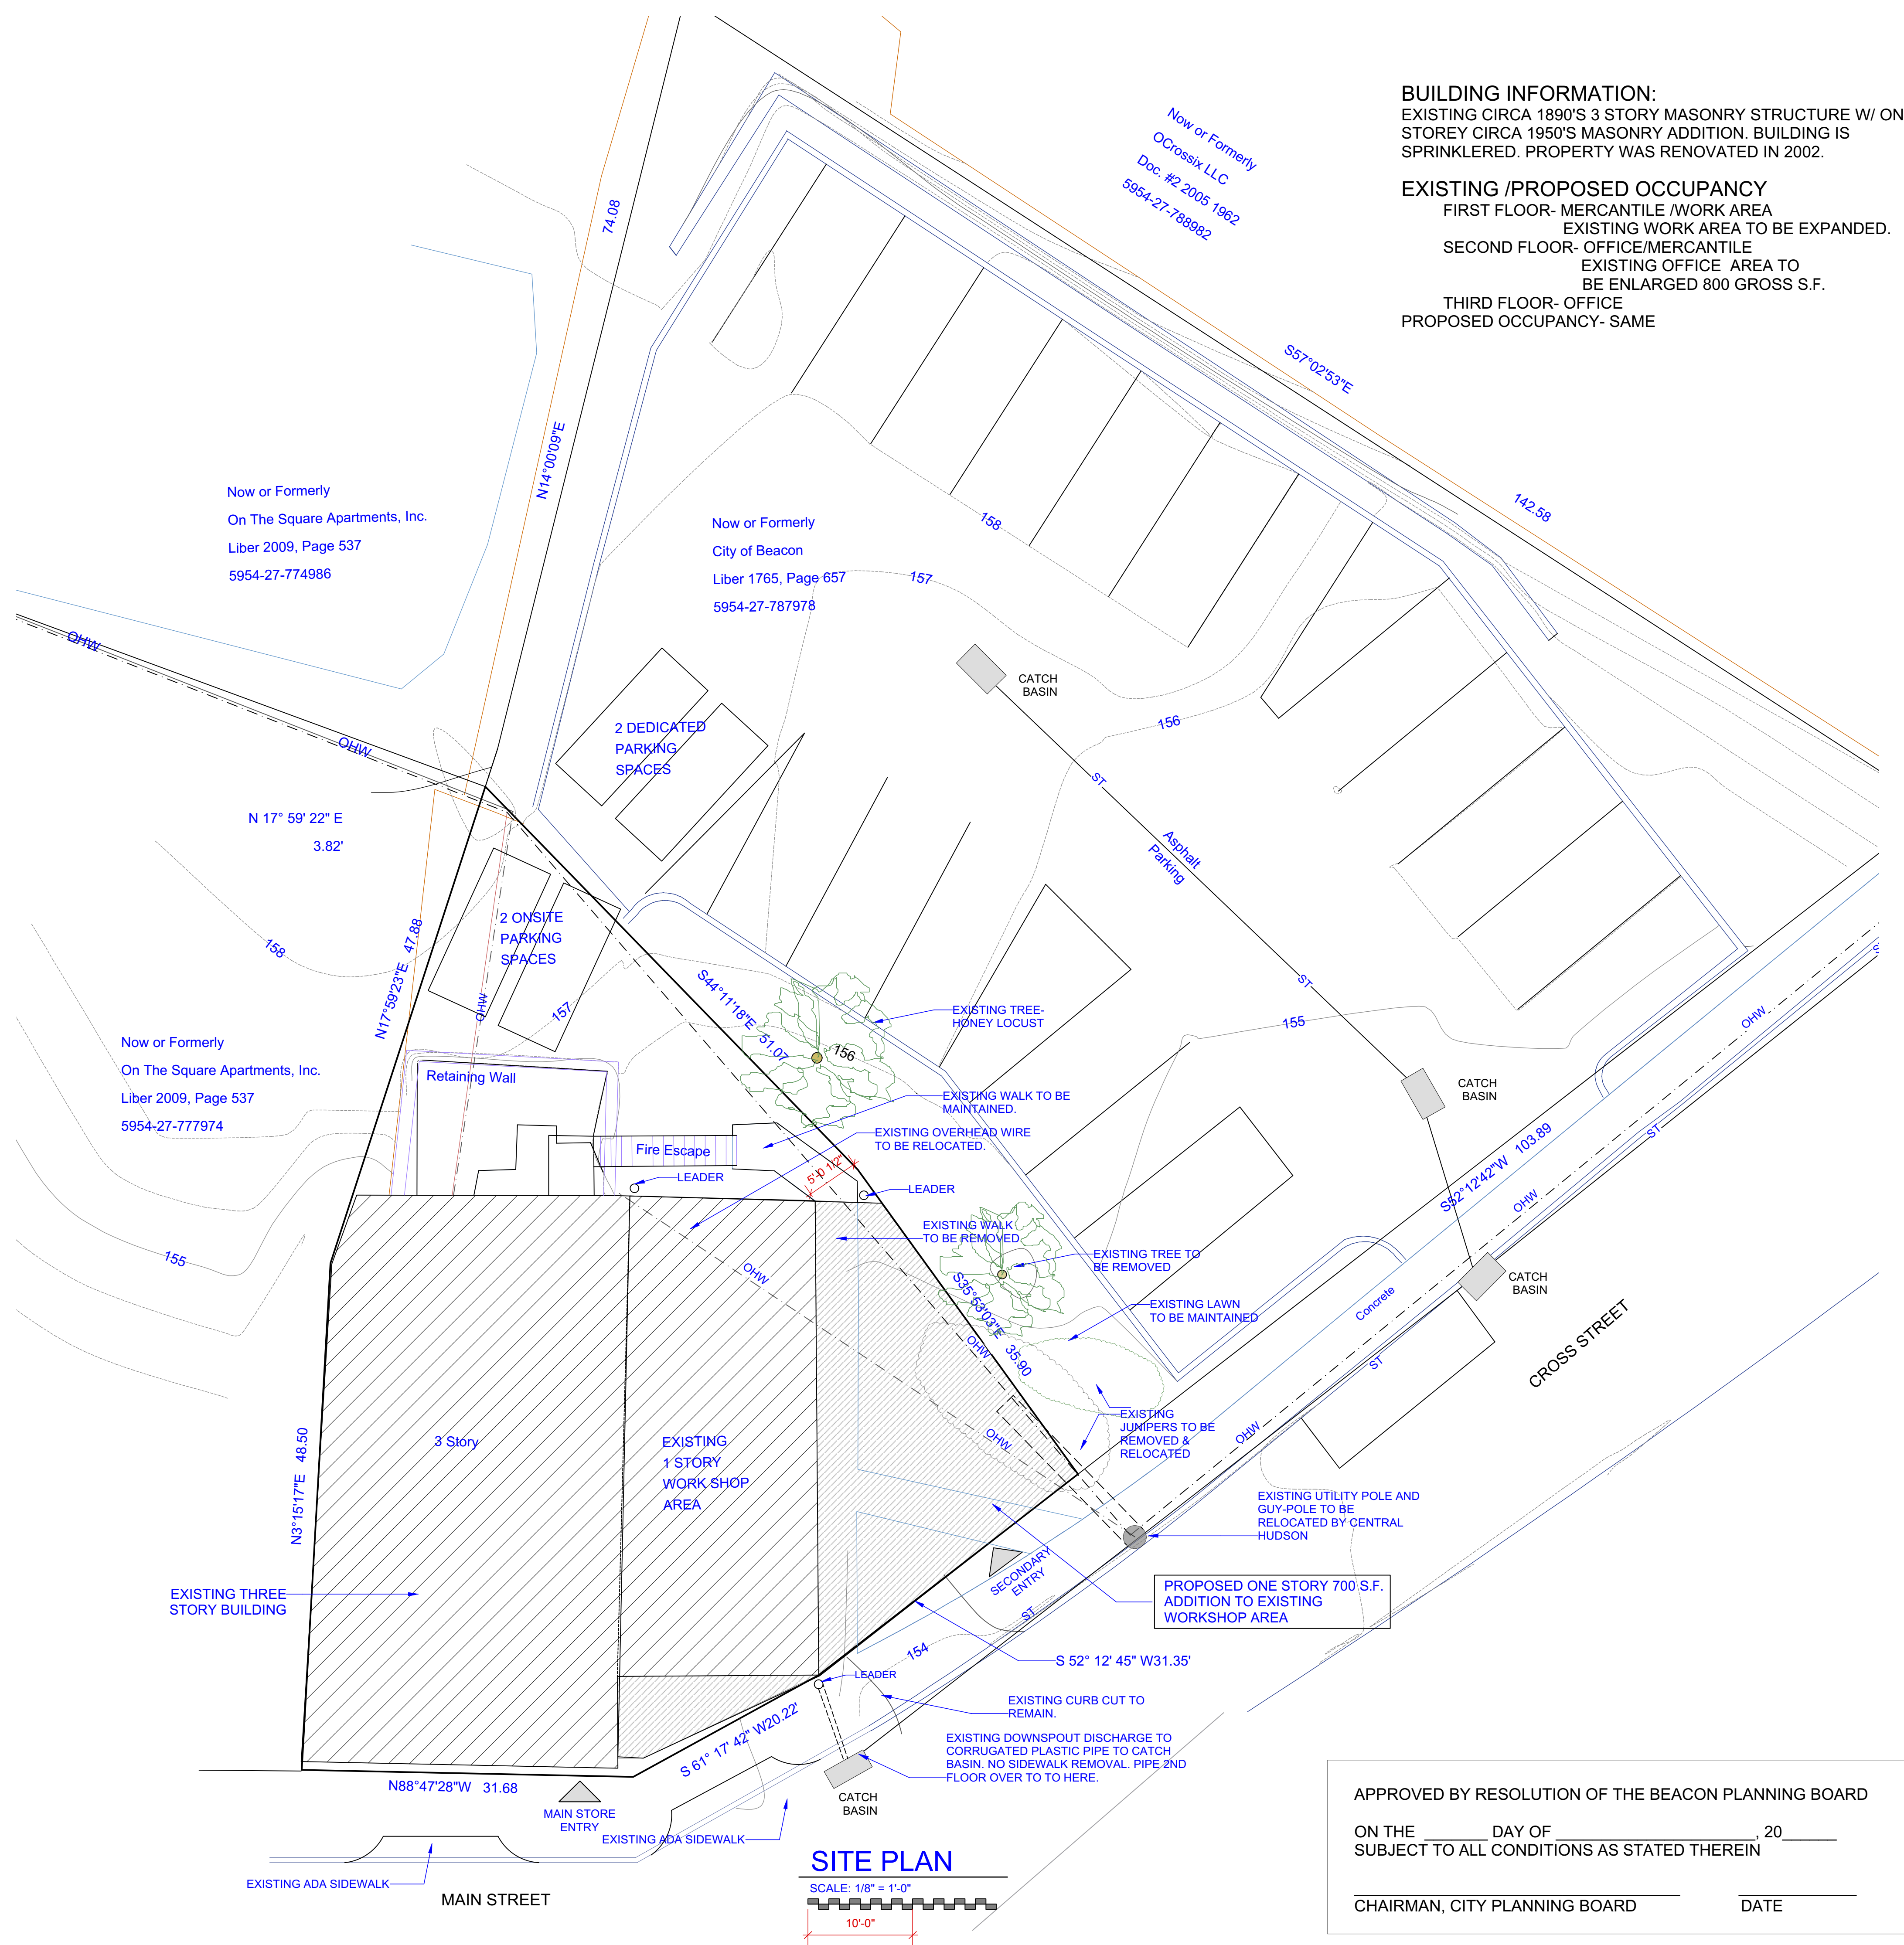 BUILDING INFORMATION:
EXISTING CIRCA 1890'S 3 STORY MASONRY STRUCTURE W/ ON
STOREY CIRCA 1950'S MASONRY ADDITION. BUILDING IS
SPRINKLERED. PROPERTY WAS RENOVATED IN 2002.
EXISTING /PROPOSED OCCUPANCY
FIRST FLOOR- MERCANTILE /WORK AREA
EXISTING WORK AREA TO BE EXPANDED.
SECOND FLOOR- OFFICE/MERCANTILE
EXISTING OFFICE AREA TO
BE ENLARGED 800 GROSS S.F.
THIRD FLOOR- OFFICE
PROPOSED OCCUPANCY- SAME
Now or Formerly
OCrossix LLC
Doc. #2 2005 1962
5954-27-788982
74.08
N14°00'09"E
S57°02'53"E
142.58
Now or Formerly
On The Square Apartments, Inc.
Liber 2009, Page 537
5954-27-774986
Now or Formerly
City of Beacon
Liber 1765, Page 657
5954-27-787978
158
157
156
OHW
OHW
CATCH
BASIN
2 DEDICATED
PARKING
SPACES
ST
Asphalt
Parking
ST
N 17° 59' 22" E
3.82'
2 ONSITE
PARKING
SPACES
158
N17°59'23"E 47.88
OHW
157
S44°11'18"E 51.07
156
EXISTING TREE-
HONEY LOCUST
155
OHW
Now or Formerly
On The Square Apartments, Inc.
Liber 2009, Page 537
5954-27-777974
Retaining Wall
Fire Escape
EXISTING WALK TO BE
MAINTAINED.
EXISTING OVERHEAD WIRE
TO BE RELOCATED.
CATCH
BASIN
ST
S52°12'42"W 103.89
LEADER
5'-0 1/2"
LEADER
EXISTING WALK
TO BE REMOVED
EXISTING TREE TO
BE REMOVED
OHW
155
OHW
S35°53'03"E 35.90
OHW
EXISTING LAWN
TO BE MAINTAINED
Concrete
CATCH
BASIN
CROSS STREET
ST
EXISTING
JUNIPERS TO BE
REMOVED &
RELOCATED
OHW
OHW
3 Story
EXISTING
1 STORY
WORK SHOP
AREA
N3°15'17"E 48.50
EXISTING UTILITY POLE AND
GUY-POLE TO BE
RELOCATED BY CENTRAL
HUDSON
EXISTING THREE
STORY BUILDING
SECONDARY
ENTRY
ST
PROPOSED ONE STORY 700 S.F.
ADDITION TO EXISTING
WORKSHOP AREA
154
S 52° 12' 45" W31.35'
LEADER
EXISTING CURB CUT TO
REMAIN.
S 61° 17' 42" W20.22'
EXISTING DOWNSPOUT DISCHARGE TO
CORRUGATED PLASTIC PIPE TO CATCH
BASIN. NO SIDEWALK REMOVAL. PIPE 2ND
FLOOR OVER TO TO HERE.
N88°47'28"W 31.68
MAIN STORE
ENTRY
CATCH
BASIN
EXISTING ADA SIDEWALK
EXISTING ADA SIDEWALK
MAIN STREET
SITE PLAN
SCALE: 1/8" = 1'-0"
10'-0"
APPROVED BY RESOLUTION OF THE BEACON PLANNING BOARD
ON THE ______ DAY OF ______________________, 20______
SUBJECT TO ALL CONDITIONS AS STATED THEREIN
CHAIRMAN, CITY PLANNING BOARD DATE